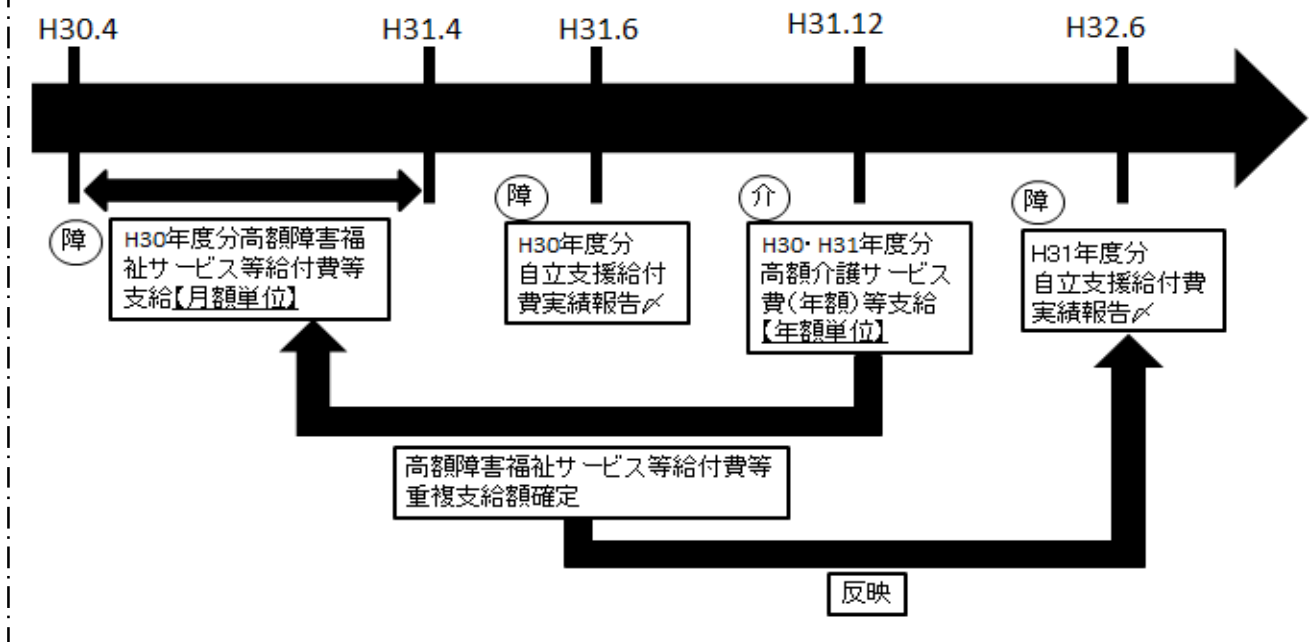 H30.4
H31.4
H31.6
H31.12
H32.6
障
H30年度分高額障害福
祉サービス等給付費等
支給【月額単位】
障
H30年度分
自立支援給付
費実績報告〆
介
H30・H31年度分
高額介護サービス
費(年額)等支給
【年額単位】
障
H31年度分
自立支援給付費
実績報告〆
高額障害福祉サービス等給付費等
重複支給額確定
反映